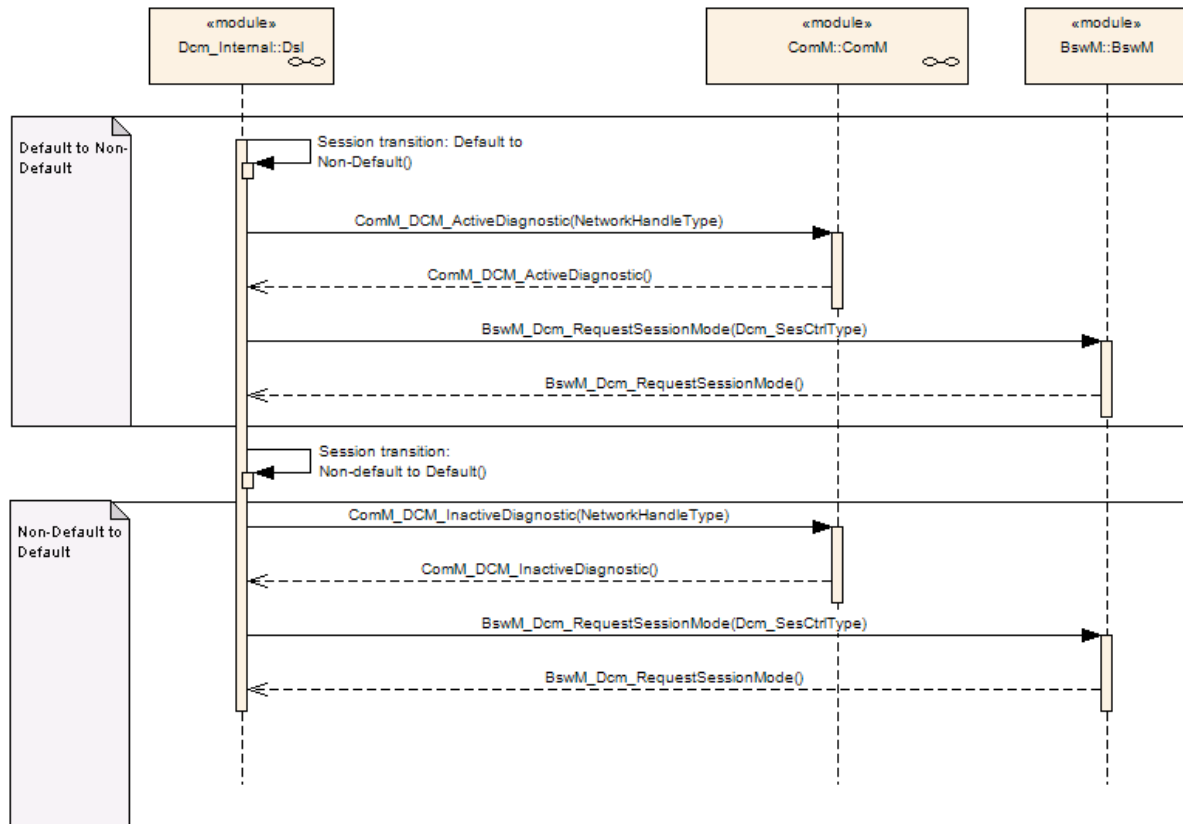 «module»
Dcm_Internal::Dsl
«module»
ComM::ComM
«module»
BswM::BswM
Default to Non-
Default
Session transition: Default to
Non-Default()
ComM_DCM_ActiveDiagnostic(NetworkHandleType)
ComM_DCM_ActiveDiagnostic()
BswM_Dcm_RequestSessionMode(Dcm_SesCtrlType)
BswM_Dcm_RequestSessionMode()
Session transition:
Non-default to Default()
Non-Default to
Default
ComM_DCM_InactiveDiagnostic(NetworkHandleType)
ComM_DCM_InactiveDiagnostic()
BswM_Dcm_RequestSessionMode(Dcm_SesCtrlType)
BswM_Dcm_RequestSessionMode()